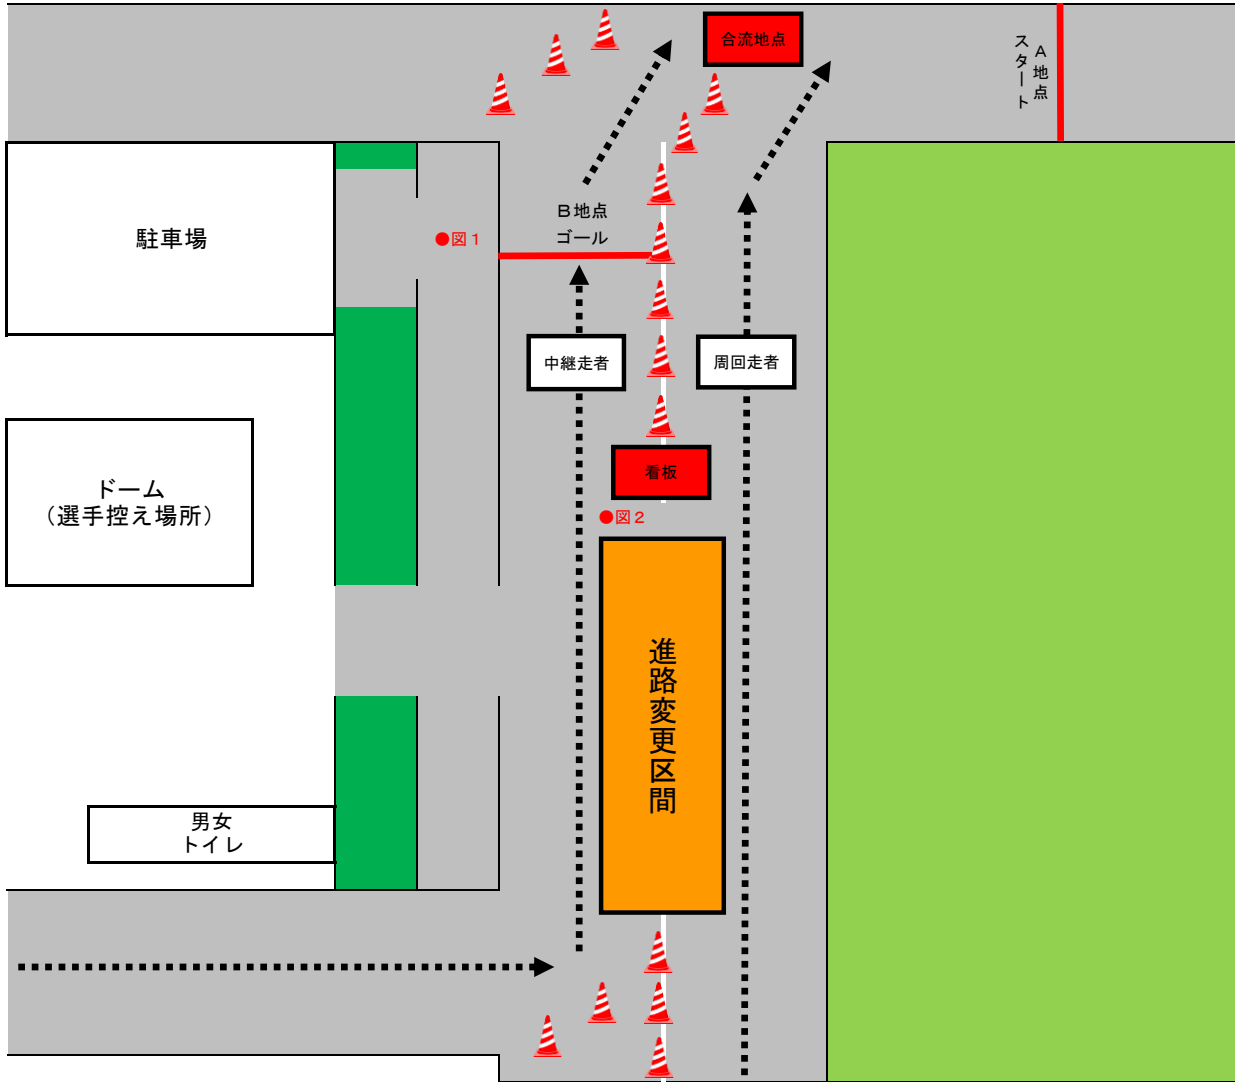 合流地点
A地点
スタート
駐車場
●図１
Ｂ地点
ゴール
中継走者
周回走者
看板
ドーム
（選手控え場所）
●図２
進路変更区間
男女
トイレ